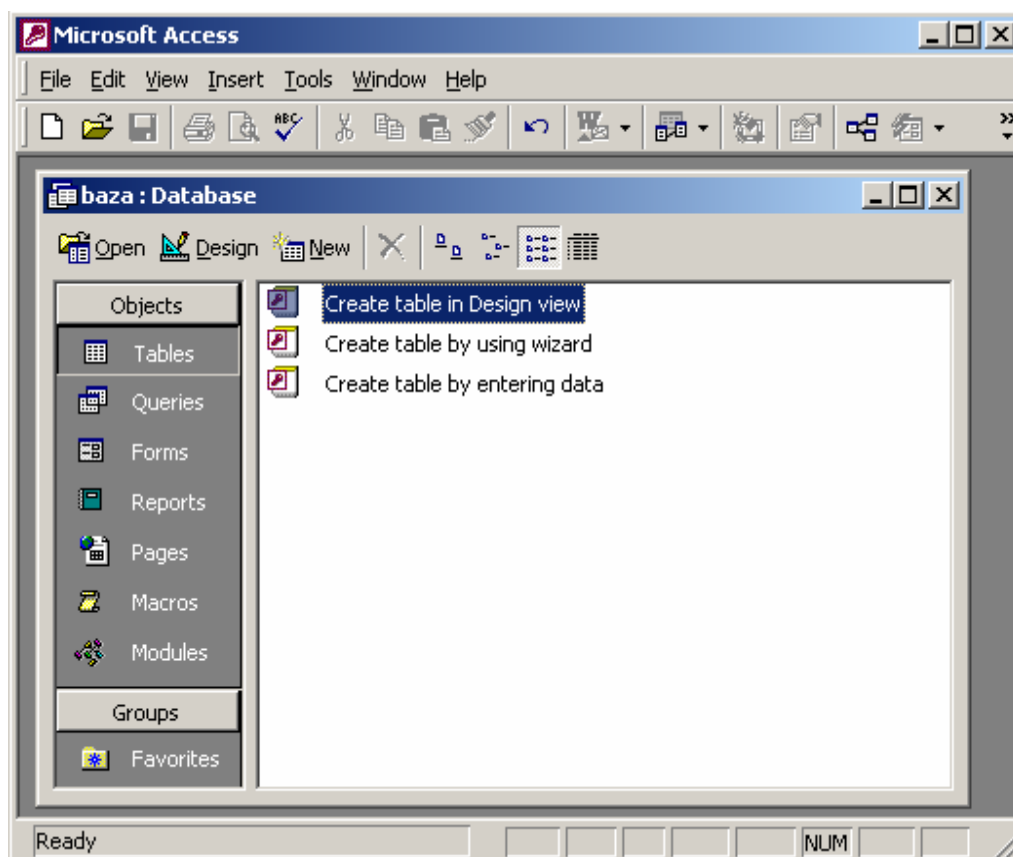 Microsoft Access
File Edit View Insert Tools Window Help
ABC
baza : Database
Open Design New
Objects
Create table in Design view
Tables
Create table by using wizard
Create table by entering data
Queries
Forms
Reports
Pages
Macros
Modules
Groups
Favorites
Ready NUM